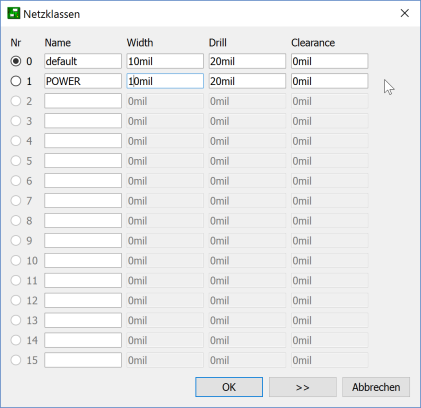 Netzklassen
Nr Name Width Drill Clearance
0 default 10mil 20mil 0mil
1 POWER 10mil 20mil 0mil
2 0mil 0mil 0mil
3 0mil 0mil 0mil
4 0mil 0mil 0mil
5 0mil 0mil 0mil
6 0mil 0mil 0mil
7 0mil 0mil 0mil
8 0mil 0mil 0mil
9 0mil 0mil 0mil
10 0mil 0mil 0mil
11 0mil 0mil 0mil
12 0mil 0mil 0mil
13 0mil 0mil 0mil
14 0mil 0mil 0mil
15 0mil 0mil 0mil
OK >> Abbrechen